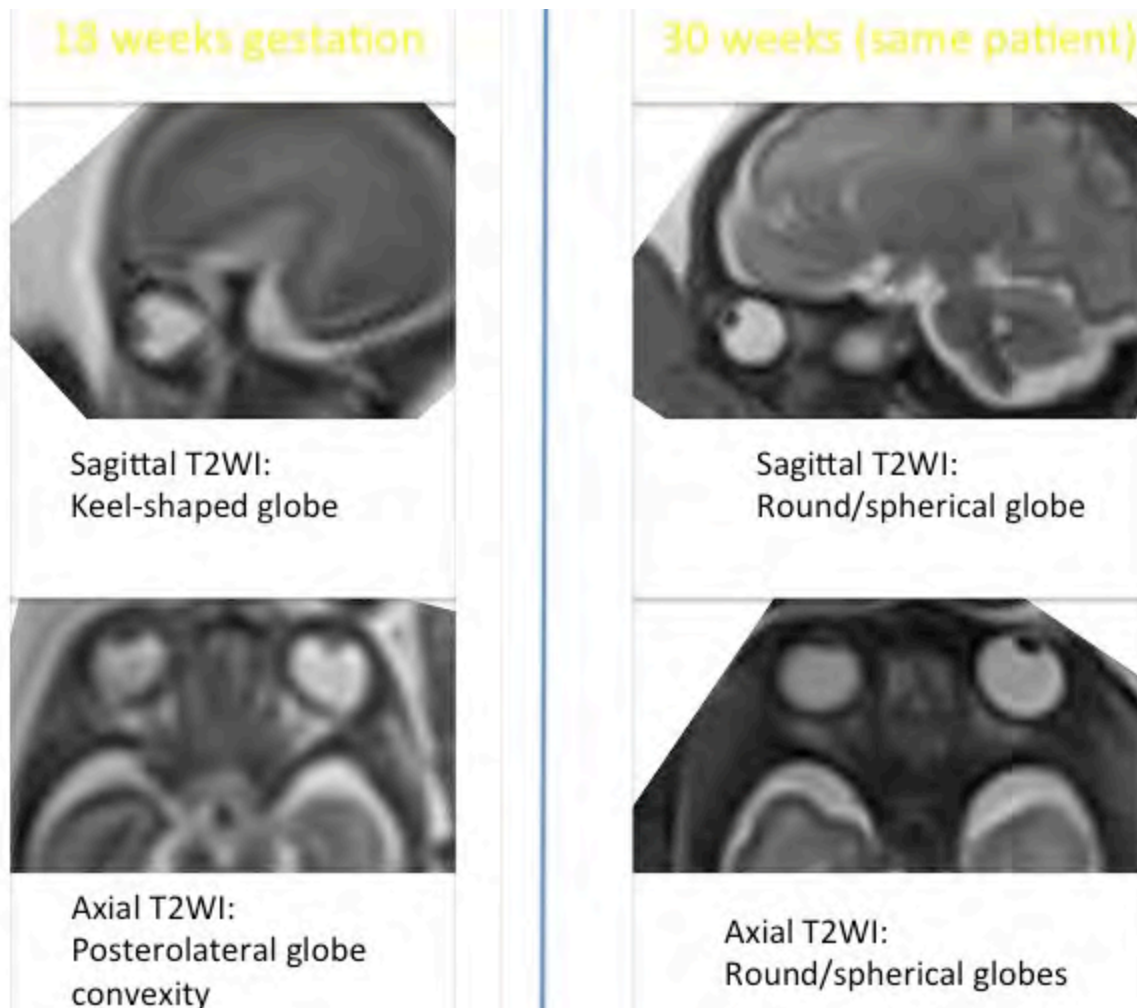 18 weeks gestation
30 weeks (same patient)
Sagittal T2WI:
Keel-shaped globe
Sagittal T2WI:
Round/spherical globe
Axial T2WI:
Posterolateral globe
convexity
Axial T2WI:
Round/spherical globes